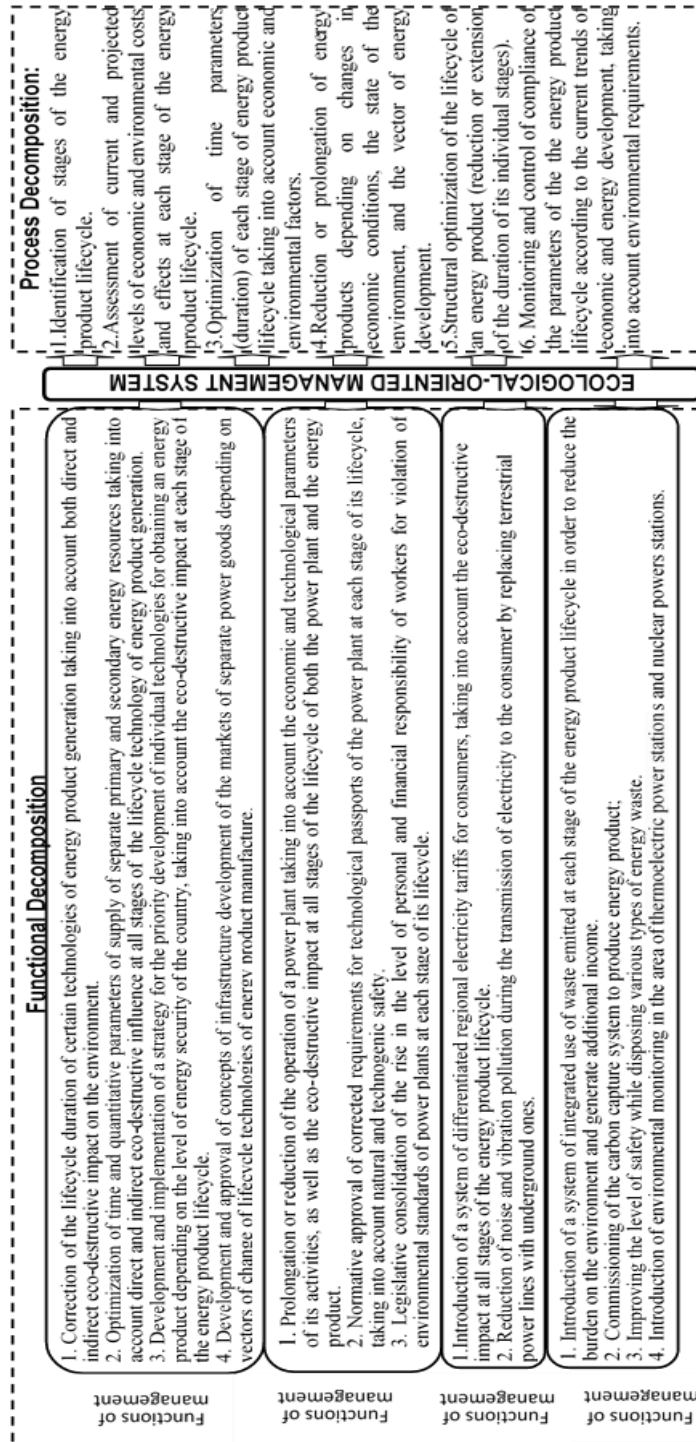 Functional Decomposition
Functions of
management
1. Correction of the lifecycle duration of certain technologies of energy product generation taking into account both direct and
indirect eco-destructive impact on the environment.
2. Optimization of time and quantitative parameters of supply of separate primary and secondary energy resources taking into
account direct and indirect eco-destructive influence at all stages of the lifecycle technology of energy product generation.
3. Development and implementation of a strategy for the priority development of individual technologies for obtaining an energy
product depending on the level of energy security of the country, taking into account the eco-destructive impact at each stage of
the energy product lifecycle.
4. Development and approval of concepts of infrastructure development of the markets of separate power goods depending on
vectors of change of lifecycle technologies of energy product manufacture.
Functions of
management
1. Prolongation or reduction of the operation of a power plant taking into account the economic and technological parameters
of its activities, as well as the eco-destructive impact at all stages of the lifecycle of both the power plant and the energy
product.
2. Normative approval of corrected requirements for technological passports of the power plant at each stage of its lifecycle,
taking into account natural and technogenic safety.
3. Legislative consolidation of the rise in the level of personal and financial responsibility of workers for violation of
environmental standards of power plants at each stage of its lifecycle.
Functions of
management
1.Introduction of a system of differentiated regional electricity tariffs for consumers, taking into account the eco-destructive
impact at all stages of the energy product lifecycle.
2. Reduction of noise and vibration pollution during the transmission of electricity to the consumer by replacing terrestrial
power lines with underground ones.
Functions of
management
1. Introduction of a system of integrated use of waste emitted at each stage of the energy product lifecycle in order to reduce the
burden on the environment and generate additional income.
2. Commissioning of the carbon capture system to produce energy product;
3. Improving the level of safety while disposing various types of energy waste.
4. Introduction of environmental monitoring in the area of thermoelectric power stations and nuclear powers stations.
ECOLOGICAL-ORIENTED MANAGEMENT SYSTEM
Process Decomposition:
1.Identification of stages of the energy
product lifecycle.
2.Assessment of current and projected
levels of economic and environmental costs
and effects at each stage of the energy
product lifecycle.
3.Optimization of time parameters
(duration) of each stage of energy product
lifecycle taking into account economic and
environmental factors.
4.Reduction or prolongation of energy
products depending on changes in
economic conditions, the state of the
environment, and the vector of energy
development.
5.Structural optimization of the lifecycle of
an energy product (reduction or extension
of the duration of its individual stages).
6. Monitoring and control of compliance of
the parameters of the the energy product
lifecycle according to the current trends of
economic and energy development, taking
into account environmental requirements.